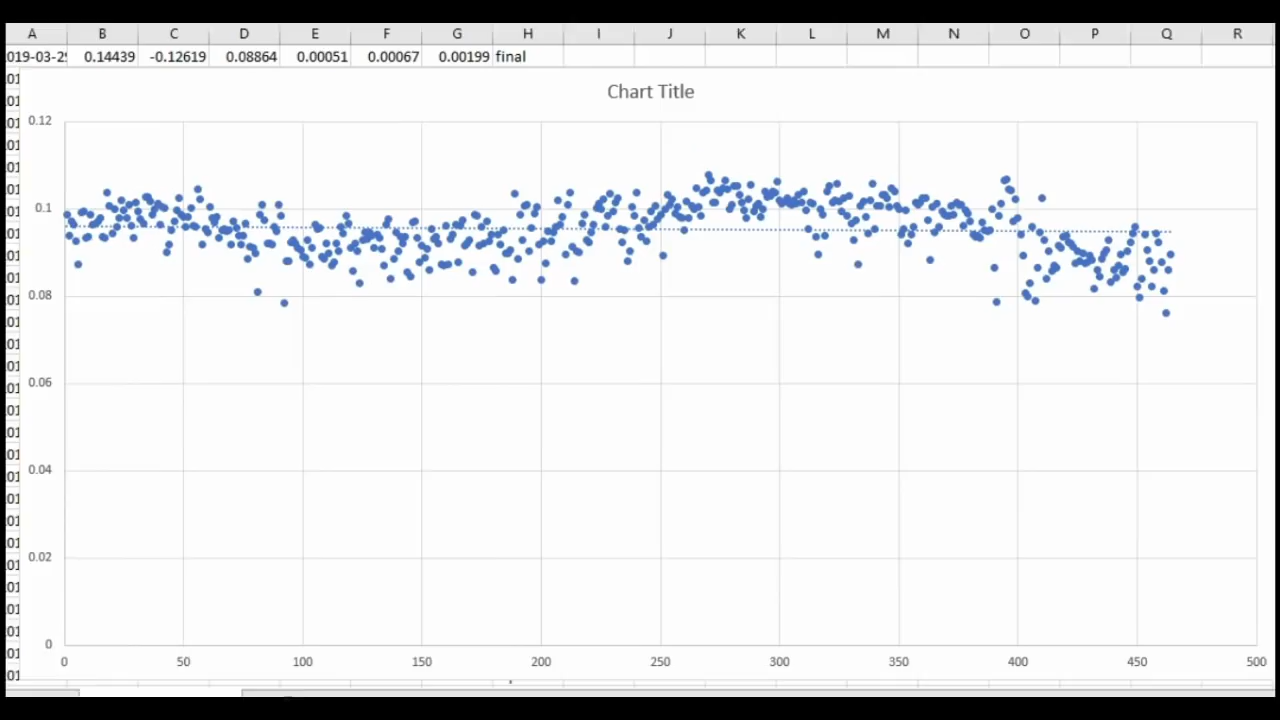 A B C D E F G H I J K L M N O P Q R
019-03-29 0.14439 -0.12619 0.08864 0.00051 0.00067 0.00199 final
Chart Title
0.12
0.1
0.08
0.06
0.04
0.02
0
0 50 100 150 200 250 300 350 400 450 500